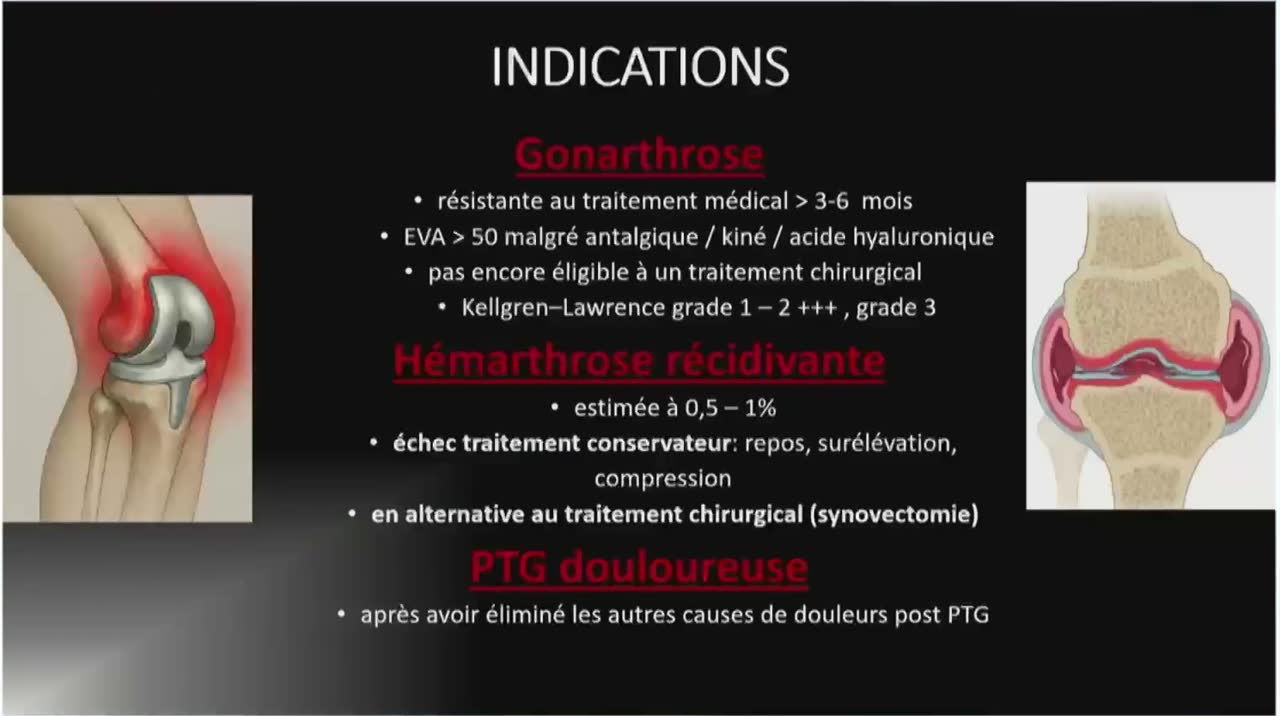 INDICATIONS
Gonarthrose
• résistante au traitement médical > 3-6 mois
• EVA > 50 malgré antalgique / kiné / acide hyaluronique
• pas encore éligible à un traitement chirurgical
• Kellgren–Lawrence grade 1 – 2 +++ , grade 3
Hémarthrose récidivante
• estimée à 0,5 – 1%
• échec traitement conservateur: repos, surélévation,
compression
• en alternative au traitement chirurgical (synovectomie)
PTG douloureuse
• après avoir éliminé les autres causes de douleurs post PTG